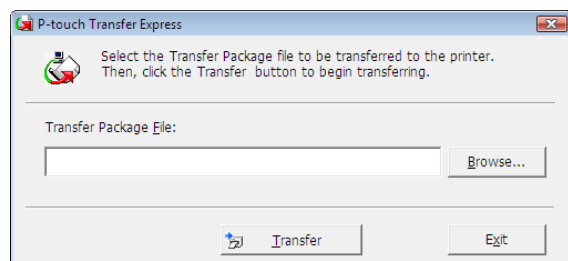 P-touch Transfer Express
Select the Transfer Package file to be transferred to the printer.
Then, click the Transfer button to begin transferring.
Transfer Package File:
Browse...
Transfer
Exit